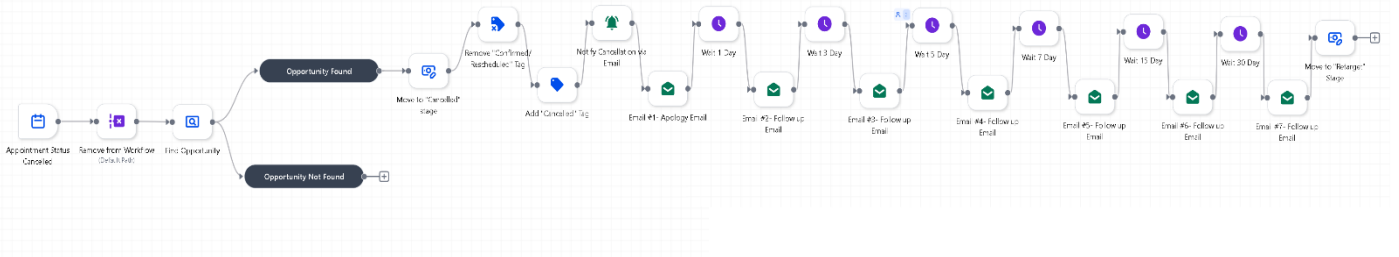 Appointment Status
Canceled
Remove from Workflow
(Default Path)
Find Opportunity
Opportunity Found
Opportunity Not Found
Move to "Cancelled"
stage
Remove "Confirmed/
Rescheduled" Tag
Add "Canceled" Tag
Notify Cancellation via
Email
Email #1- Apology Email
Wait 1 Day
Email #2- Follow up
Email
Wait 3 Day
Email #3- Follow up
Email
Wait 5 Day
Email #4- Follow up
Email
Wait 7 Day
Email #5- Follow up
Email
Wait 15 Day
Email #6- Follow up
Email
Wait 30 Day
Email #7- Follow up
Email
Move to "Retarget"
Stage